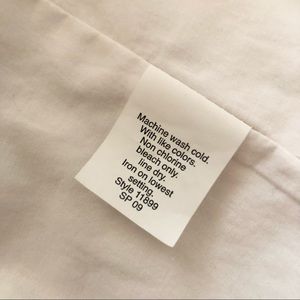 Machine wash cold.
With like colors.
Non chlorine
bleach only.
line dry.
Iron on lowest
setting.
Style 11899
SP 09